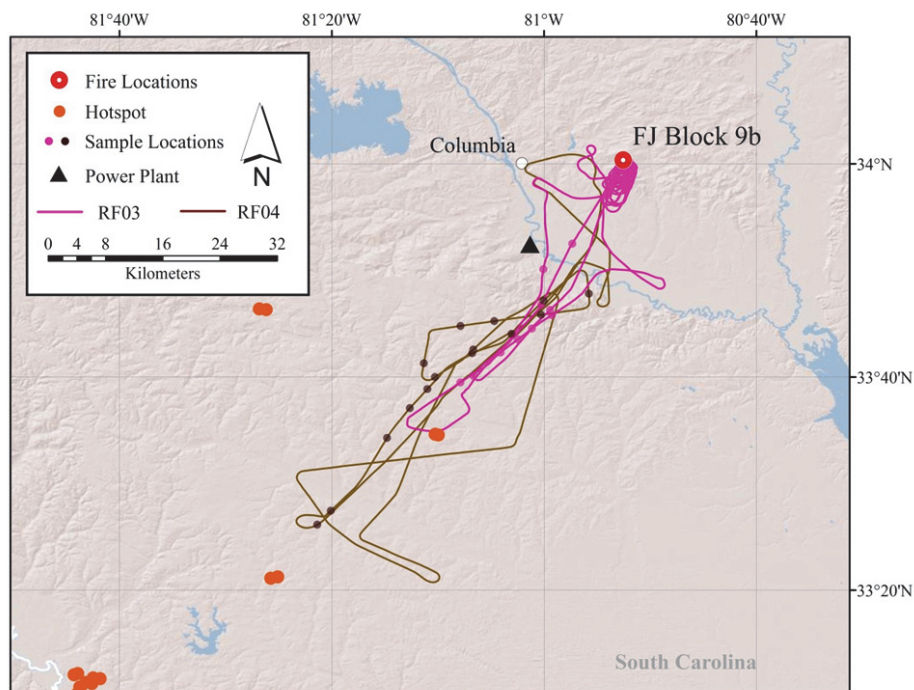 81°40'W 81°20'W 81°0'W 80°40'W
Fire Locations
Hotspot
Sample Locations
Power Plant
N
RF03 RF04
0 4 8 16 24 32
Kilometers
Columbia
FJ Block 9b
34°N
33°40'N
33°20'N
South Carolina